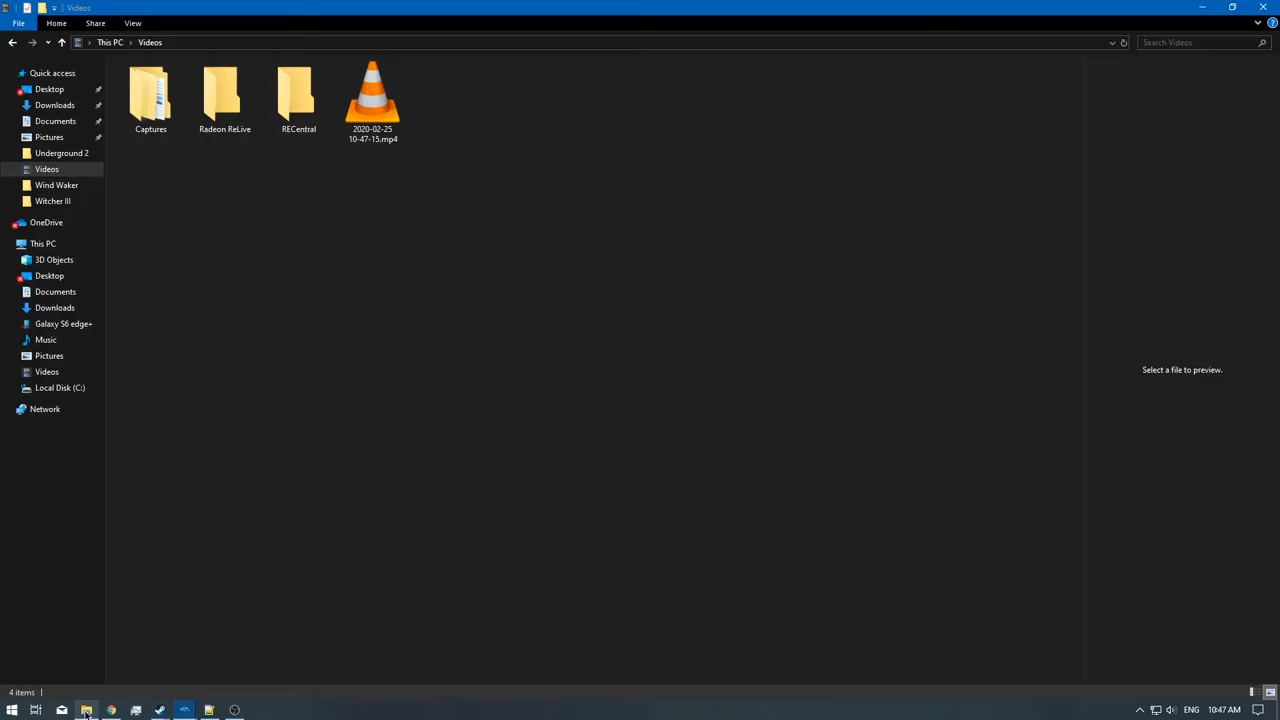 Videos
File Home Share View
This PC Videos Search Videos
Quick access
Desktop
Downloads
Documents
Pictures
Underground 2
Videos
Wind Waker
Witcher III
OneDrive
This PC
3D Objects
Desktop
Documents
Downloads
Galaxy S6 edge+
Music
Pictures
Videos
Local Disk (C:)
Network
Captures
Radeon ReLive
RECentral
2020-02-25
10-47-15.mp4
Select a file to preview.
4 items
ENG 10:47 AM